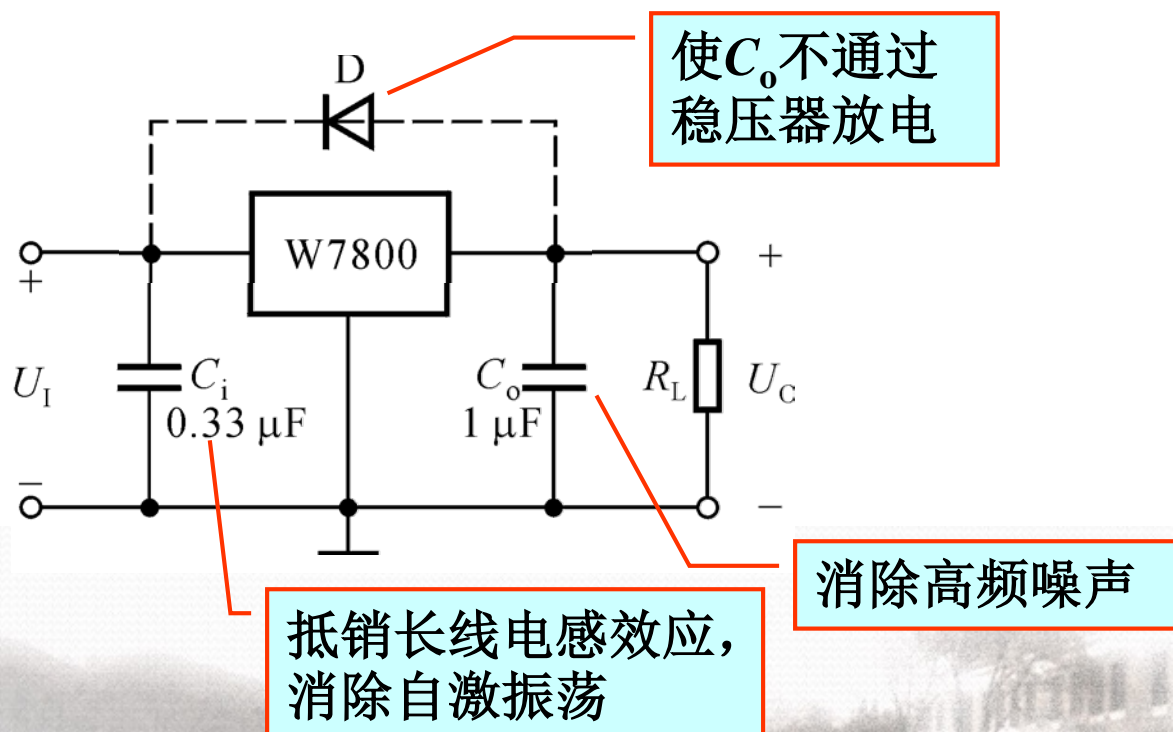 使Co不通过
稳压器放电
D
W7800
+
+
UI
Ci
0.33 μF
Co
1 μF
RL
UO
−
−
消除高频噪声
抵销长线电感效应，
消除自激振荡